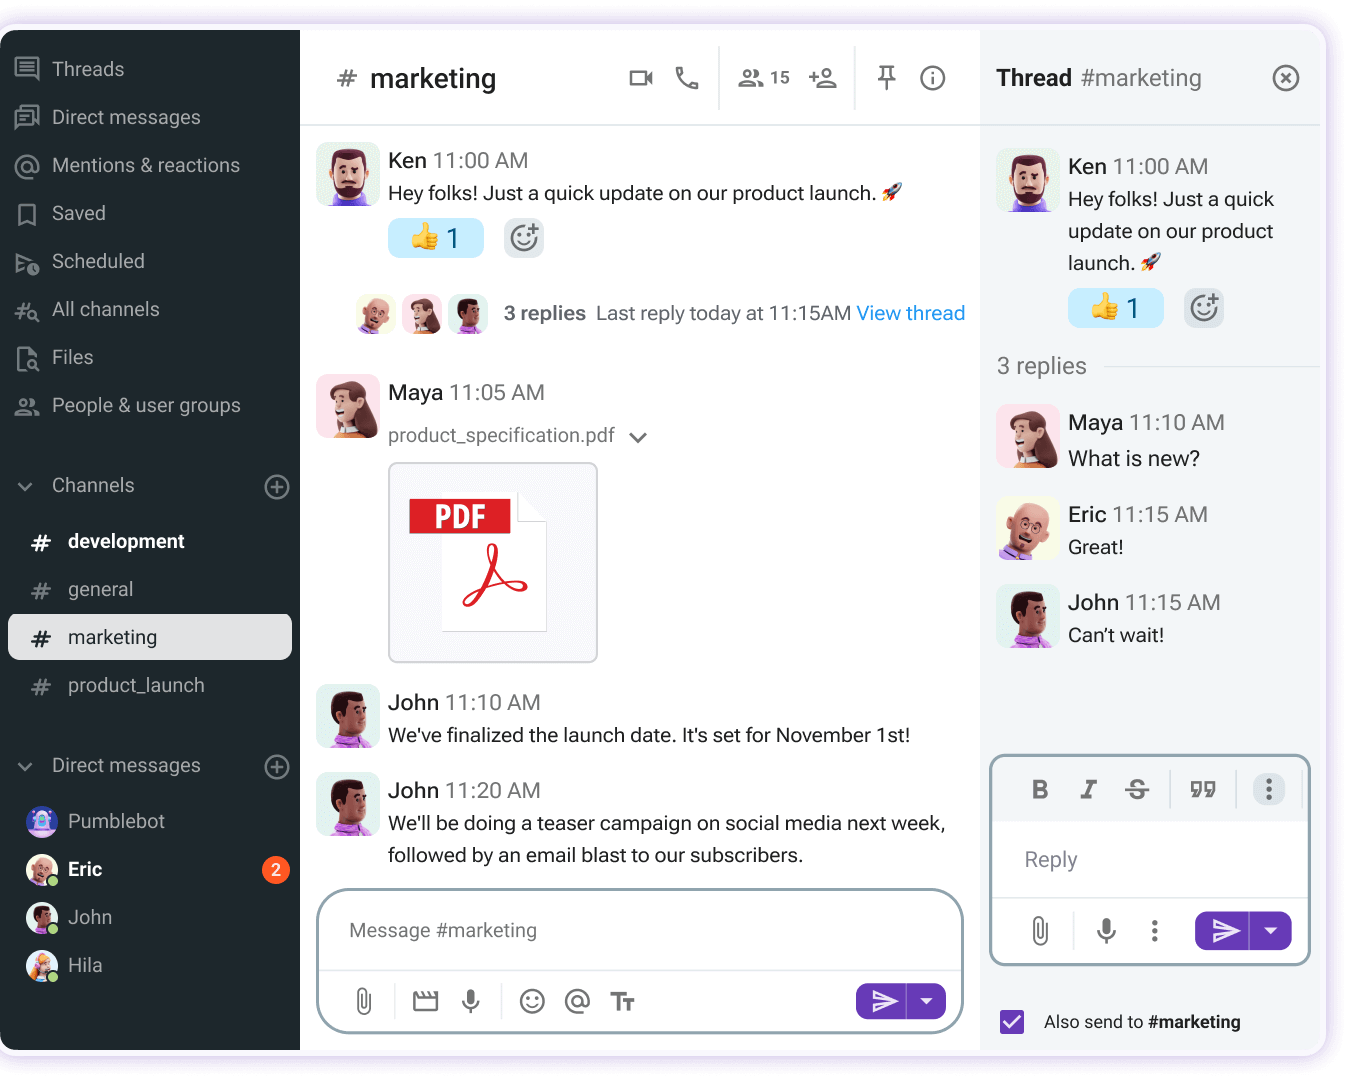 Threads
Direct messages
Mentions & reactions
Saved
Scheduled
All channels
Files
People & user groups
Channels
# development
# general
# marketing
# product_launch
Direct messages
Pumblebot
Eric 2
John
Hila
# marketing
15
Ken 11:00 AM
Hey folks! Just a quick update on our product launch. 🚀
👍 1
3 replies Last reply today at 11:15AM View thread
Maya 11:05 AM
product_specification.pdf
PDF
John 11:10 AM
We've finalized the launch date. It's set for November 1st!
John 11:20 AM
We'll be doing a teaser campaign on social media next week,
followed by an email blast to our subscribers.
Message #marketing
Tт
Thread #marketing
Ken 11:00 AM
Hey folks! Just a quick
update on our product
launch. 🚀
👍 1
3 replies
Maya 11:10 AM
What is new?
Eric 11:15 AM
Great!
John 11:15 AM
Can’t wait!
B I S
Reply
Also send to #marketing